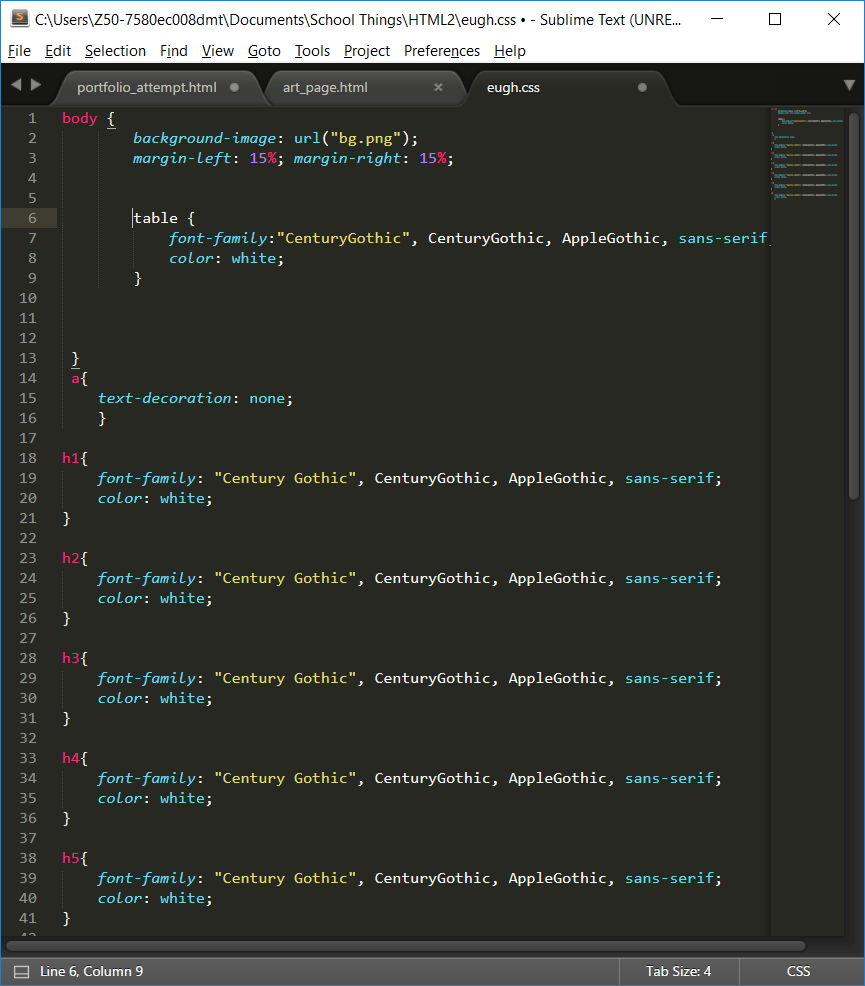 C:\Users\Z50-7580ec008dmt\Documents\School Things\HTML2\eugh.css • - Sublime Text (UNRE...
File Edit Selection Find View Goto Tools Project Preferences Help
portfolio_attempt.html art_page.html eugh.css
1 body {
2 background-image: url("bg.png");
3 margin-left: 15%; margin-right: 15%;
4
5
6 table {
7 font-family:"CenturyGothic", CenturyGothic, AppleGothic, sans-serif
8 color: white;
9 }
10
11
12
13 }
14 a{
15 text-decoration: none;
16 }
17
18 h1{
19 font-family: "Century Gothic", CenturyGothic, AppleGothic, sans-serif;
20 color: white;
21 }
22
23 h2{
24 font-family: "Century Gothic", CenturyGothic, AppleGothic, sans-serif;
25 color: white;
26 }
27
28 h3{
29 font-family: "Century Gothic", CenturyGothic, AppleGothic, sans-serif;
30 color: white;
31 }
32
33 h4{
34 font-family: "Century Gothic", CenturyGothic, AppleGothic, sans-serif;
35 color: white;
36 }
37
38 h5{
39 font-family: "Century Gothic", CenturyGothic, AppleGothic, sans-serif;
40 color: white;
41 }
Line 6, Column 9 Tab Size: 4 CSS